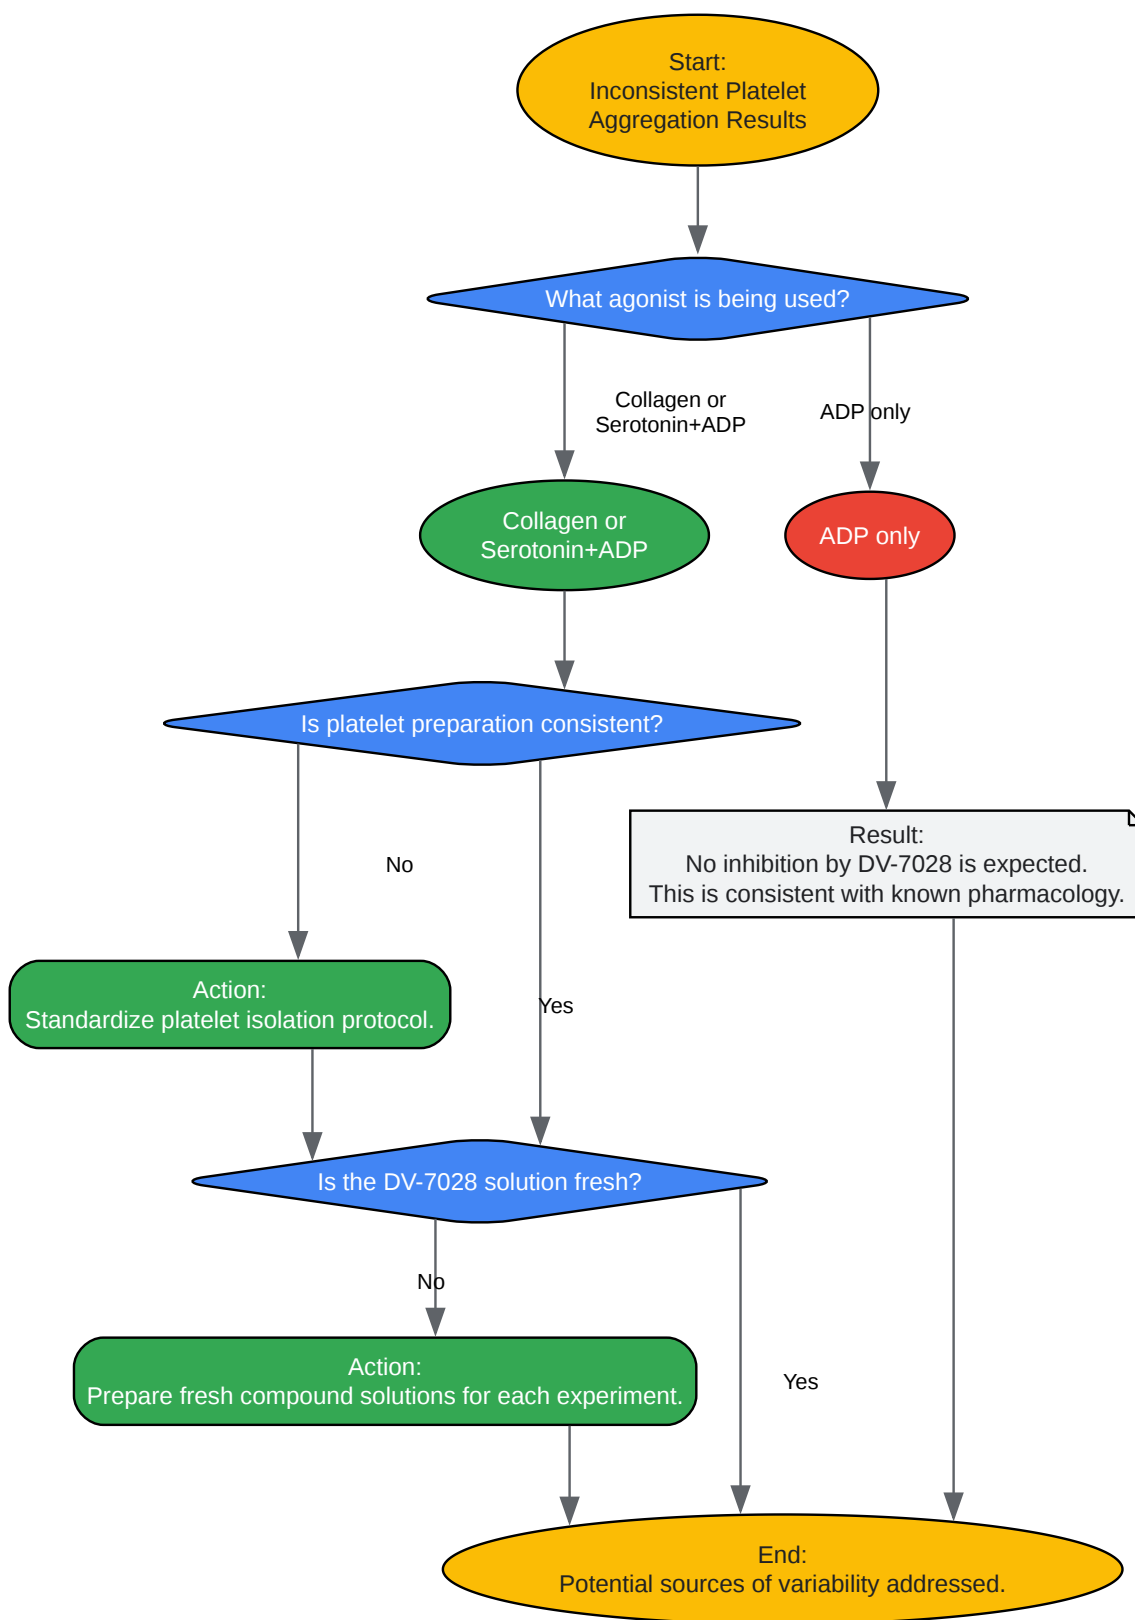 Start:
Inconsistent Platelet
Aggregation Results
What agonist is being used?
Collagen or
Serotonin+ADP
ADP only
Collagen or
Serotonin+ADP
ADP only
Is platelet preparation consistent?
Result:
No inhibition by DV-7028 is expected.
This is consistent with known pharmacology.
No
Action:
Standardize platelet isolation protocol.
Yes
Is the DV-7028 solution fresh?
No
Action:
Prepare fresh compound solutions for each experiment.
Yes
End:
Potential sources of variability addressed.